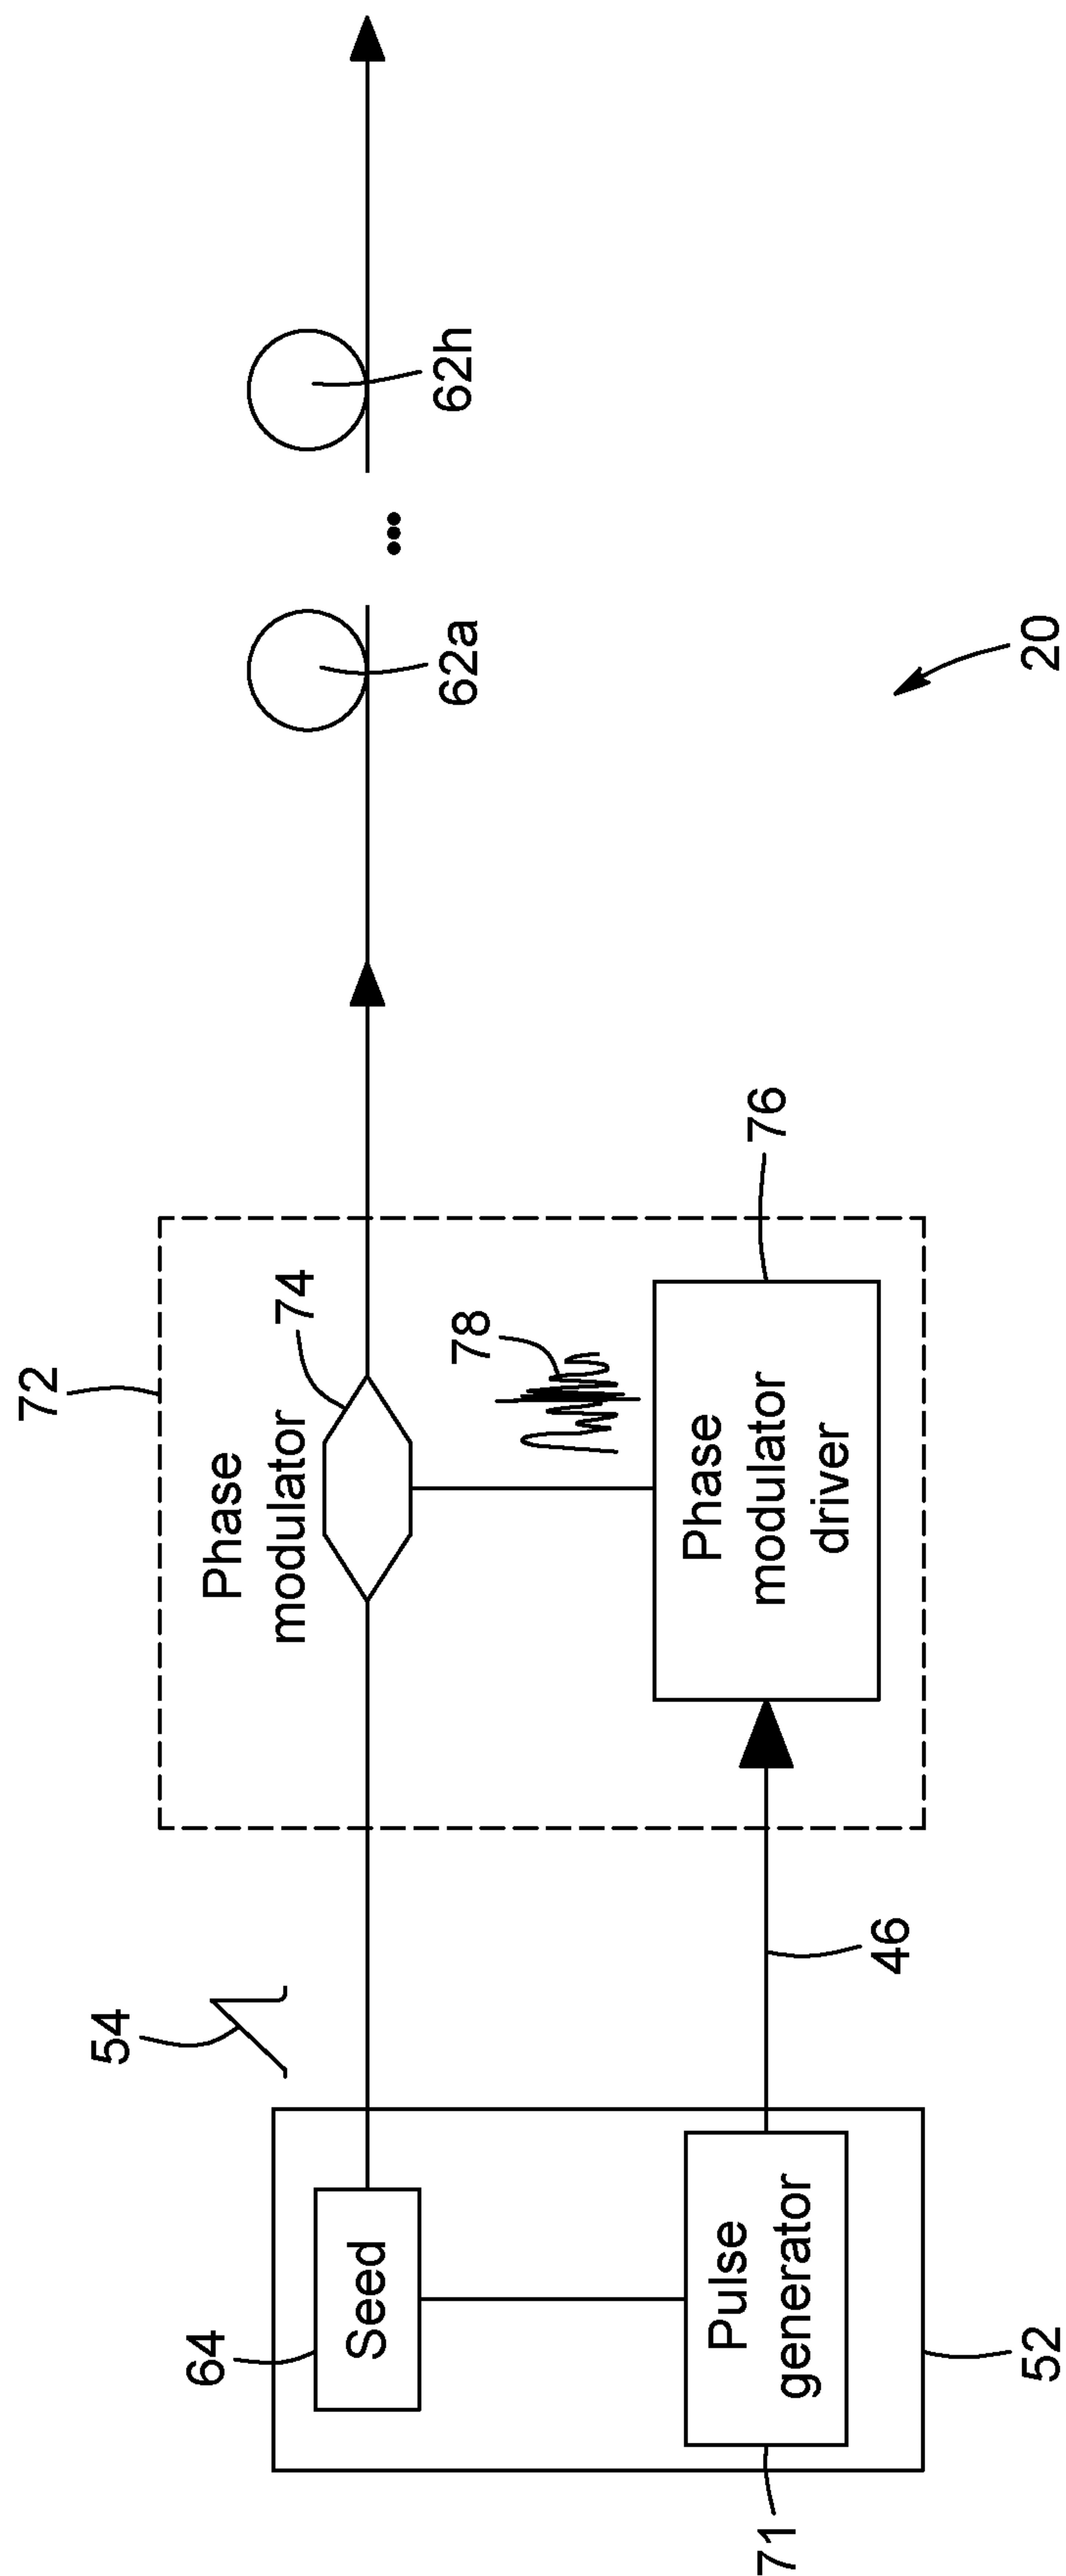 72
54
64
Phase
modulator
74
Seed
78
62a
62h
71
Pulse
generator
Phase
modulator
driver
76
46
52
20